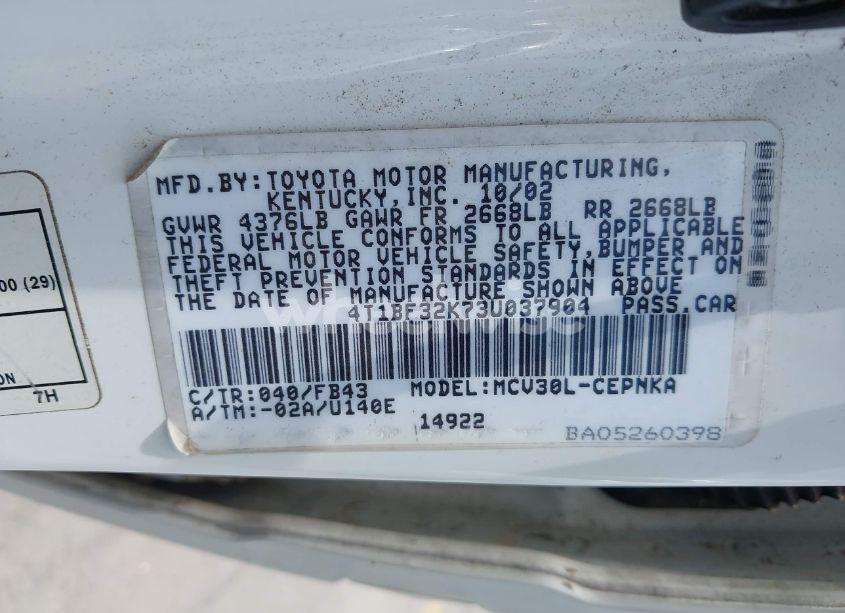 MFD.BY:TOYOTA MOTOR MANUFACTURING,
KENTUCKY,INC. 10/02
GVWR 4376LB GAWR FR 2668LB RR 2668LB
THIS VEHICLE CONFORMS TO ALL APPLICABLE
FEDERAL MOTOR VEHICLE SAFETY,BUMPER AND
THEFT PREVENTION STANDARDS IN EFFECT ON
THE DATE OF MANUFACTURE SHOWN ABOVE
4T1BF32K73U037904 PASS.CAR
C/TR:040/FB43 MODEL:MCV30L-CEPNKA
A/TM:-02A/U140E 14922
BA05260398
00 (29)
ON
7H